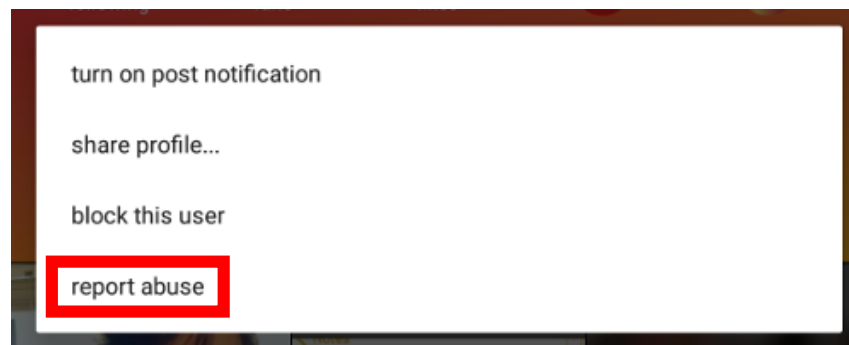 turn on post notification
share profile...
block this user
report abuse